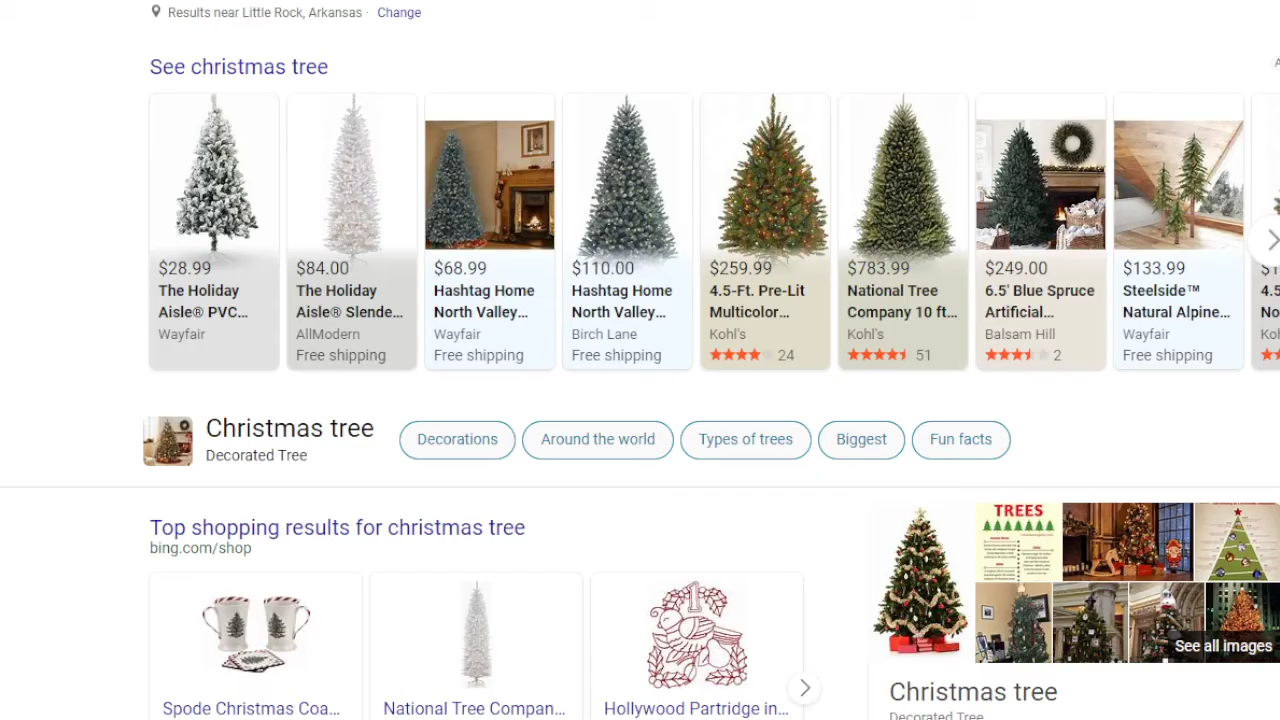 Results near Little Rock, Arkansas · Change
See christmas tree
$28.99
The Holiday
Aisle® PVC...
Wayfair
$84.00
The Holiday
Aisle® Slende...
AllModern
Free shipping
$68.99
Hashtag Home
North Valley...
Wayfair
Free shipping
$110.00
Hashtag Home
North Valley...
Birch Lane
Free shipping
$259.99
4.5-Ft. Pre-Lit
Multicolor...
Kohl's
24
$783.99
National Tree
Company 10 ft...
Kohl's
51
$249.00
6.5' Blue Spruce
Artificial...
Balsam Hill
2
$133.99
Steelside™
Natural Alpine...
Wayfair
Free shipping
Christmas tree
Decorated Tree
Decorations
Around the world
Types of trees
Biggest
Fun facts
Top shopping results for christmas tree
bing.com/shop
Spode Christmas Coa...
National Tree Compan...
Hollywood Partridge in...
TREES
See all images
Christmas tree
Decorated Tree